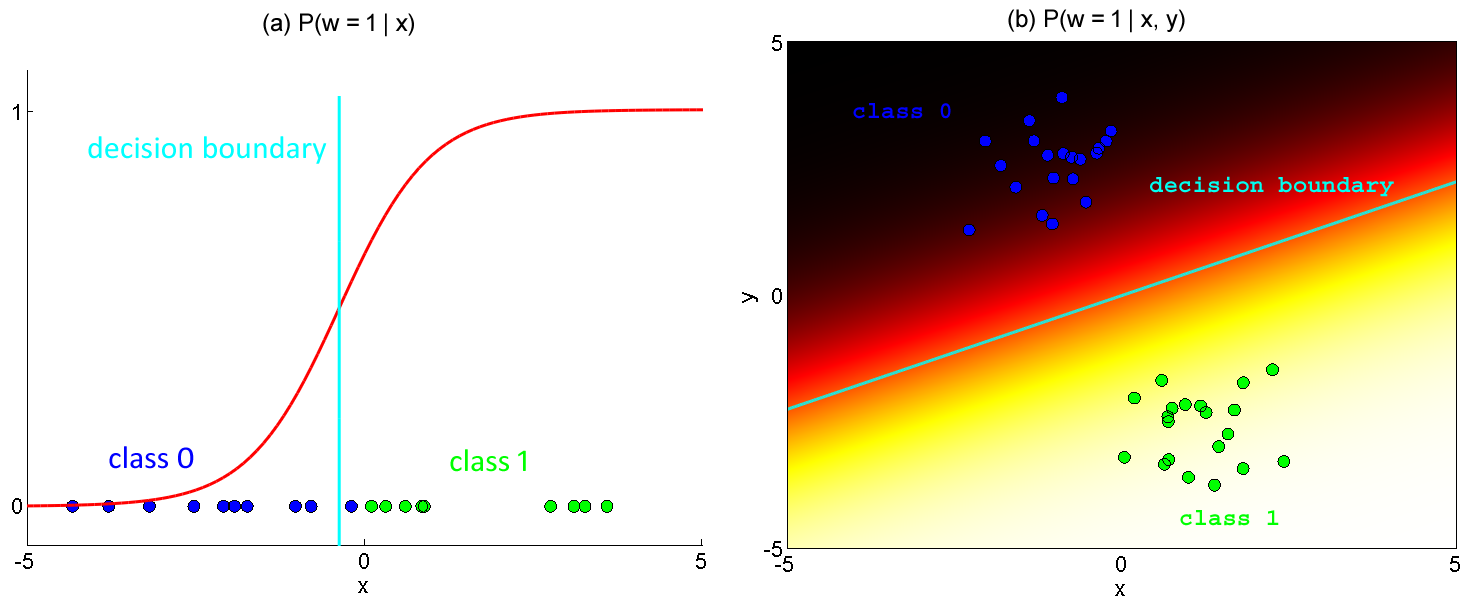 (a) P(w = 1 | x)
1
decision boundary
class 0
class 1
0
-5
0
5
x
(b) P(w = 1 | x, y)
5
class 0
decision boundary
0
y
class 1
-5
-5
0
5
x